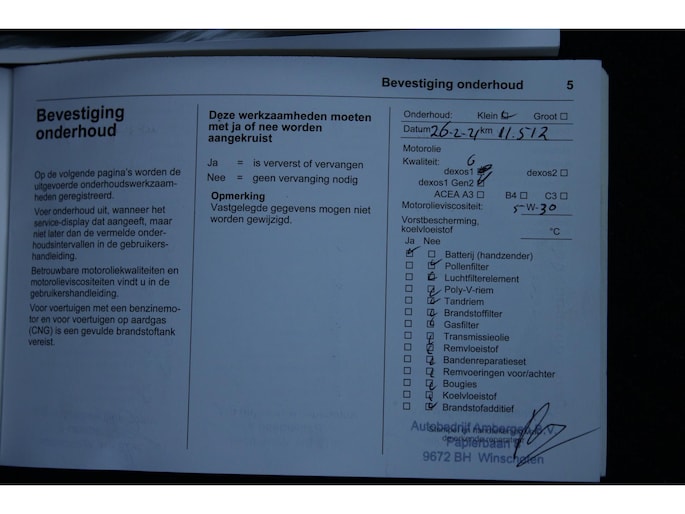 Bevestiging onderhoud 5
Bevestiging
onderhoud
Op de volgende pagina's worden de
uitgevoerde onderhoudswerkzaam-
heden geregistreerd.
Voer onderhoud uit, wanneer het
service-display dat aangeeft, maar
niet later dan de vermelde onder-
houdsintervallen in de gebruikers-
handleiding.
Betrouwbare motoroliekwaliteiten en
motorolieviscositeiten vindt u in de
gebruikershandleiding.
Voor voertuigen met een benzinemo-
tor en voor voertuigen op aardgas
(CNG) is een gevulde brandstoftank
vereist.
Deze werkzaamheden moeten
met ja of nee worden
aangekruist
Ja = is ververst of vervangen
Nee = geen vervanging nodig
Opmerking
Vastgelegde gegevens mogen niet
worden gewijzigd.
Onderhoud: Klein Groot
Datum 26-2-21 km 11.512
Motorolie
Kwaliteit: 6
dexos1 dexos2
dexos1 Gen2
ACEA A3 B4 C3
Motorolieviscositeit: 5-W-30
Vorstbescherming,
koelvloeistof °C
Ja Nee
Batterij (handzender)
Pollenfilter
Luchtfilterelement
Poly-V-riem
Tandriem
Brandstoffilter
Gasfilter
Transmissieolie
Remvloeistof
Bandenreparatieset
Remvoeringen voor/achter
Bougies
Koelvloeistof
Brandstofadditief
Autobedrijf B.V.
Papierbaan
9672 BH Winschoten